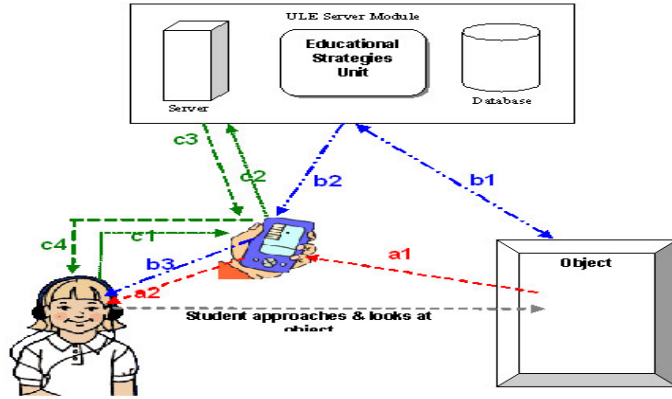 ULE Server Module
Educational
Strategies
Unit
Server
Database
c3
c2
b2
b1
c4
c1
b3
a1
a2
Object
Student approaches & looks at
object